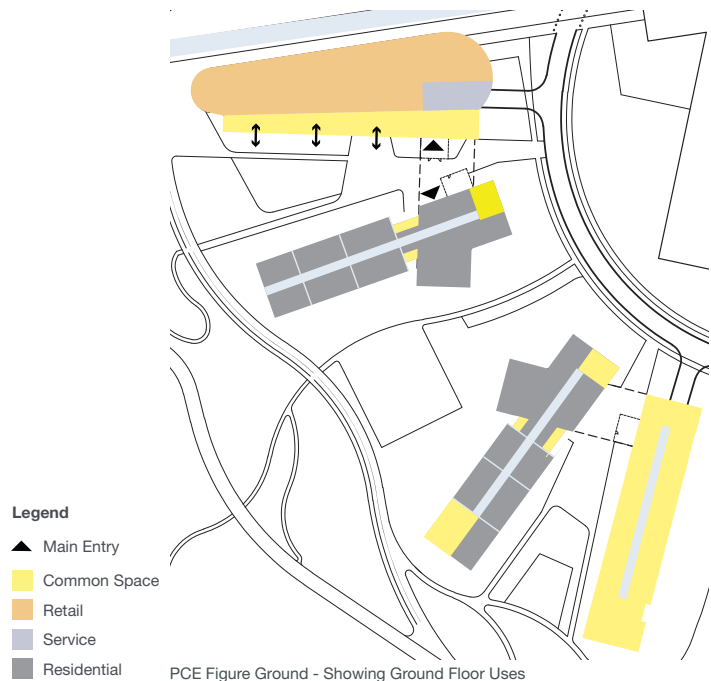 Legend
Main Entry
Common Space
Retail
Service
Residential
PCE Figure Ground - Showing Ground Floor Uses